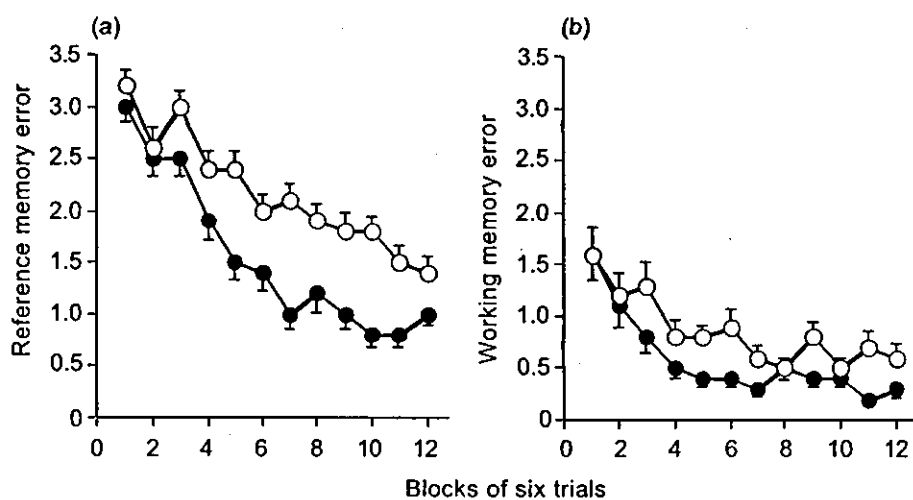 (a)
Reference memory error
3.5
3.0
2.5
2.0
1.5
1.0
0.5
0
0 2 4 6 8 10 12
(b)
Working memory error
3.5
3.0
2.5
2.0
1.5
1.0
0.5
0
0 2 4 6 8 10 12
Blocks of six trials